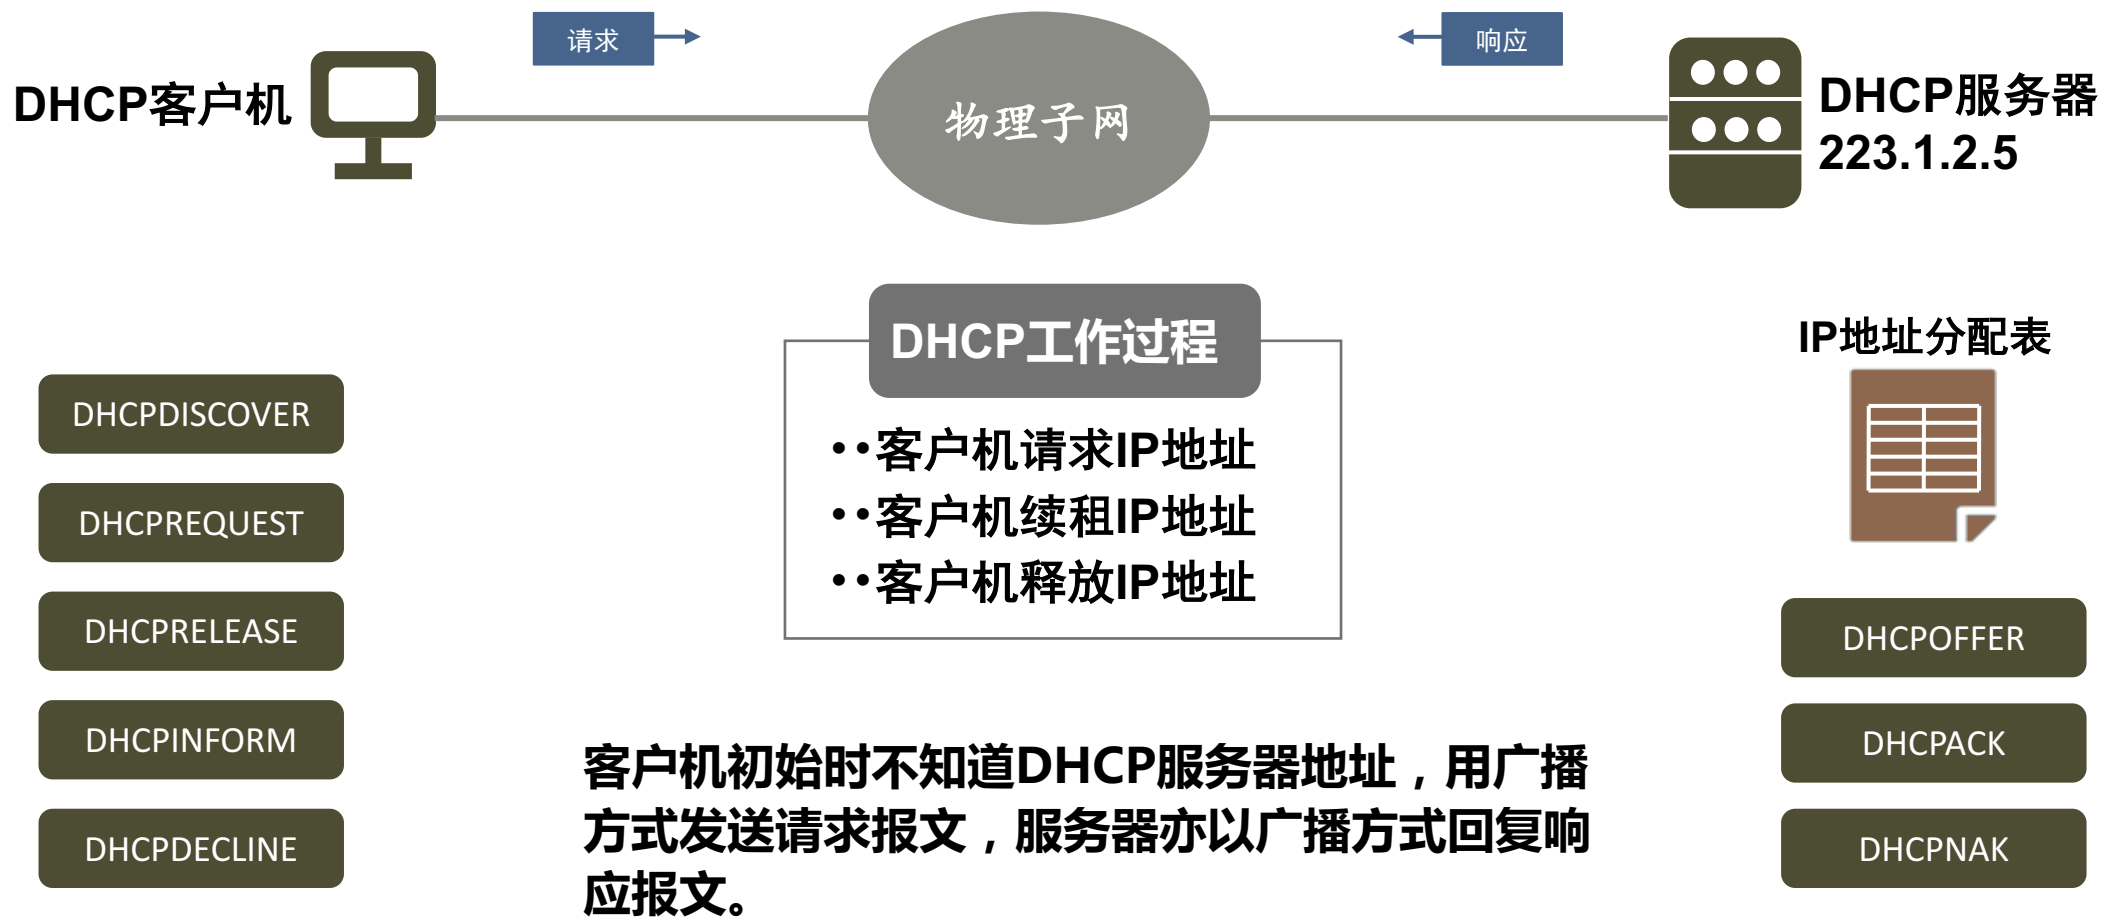 请求
响应
DHCP客户机
物理子网
DHCP服务器
223.1.2.5
DHCP工作过程
••客户机请求IP地址
••客户机续租IP地址
••客户机释放IP地址
IP地址分配表
DHCPDISCOVER
DHCPREQUEST
DHCPRELEASE
DHCPINFORM
DHCPDECLINE
DHCPOFFER
DHCPACK
DHCPNAK
客户机初始时不知道DHCP服务器地址，用广播
方式发送请求报文，服务器亦以广播方式回复响
应报文。